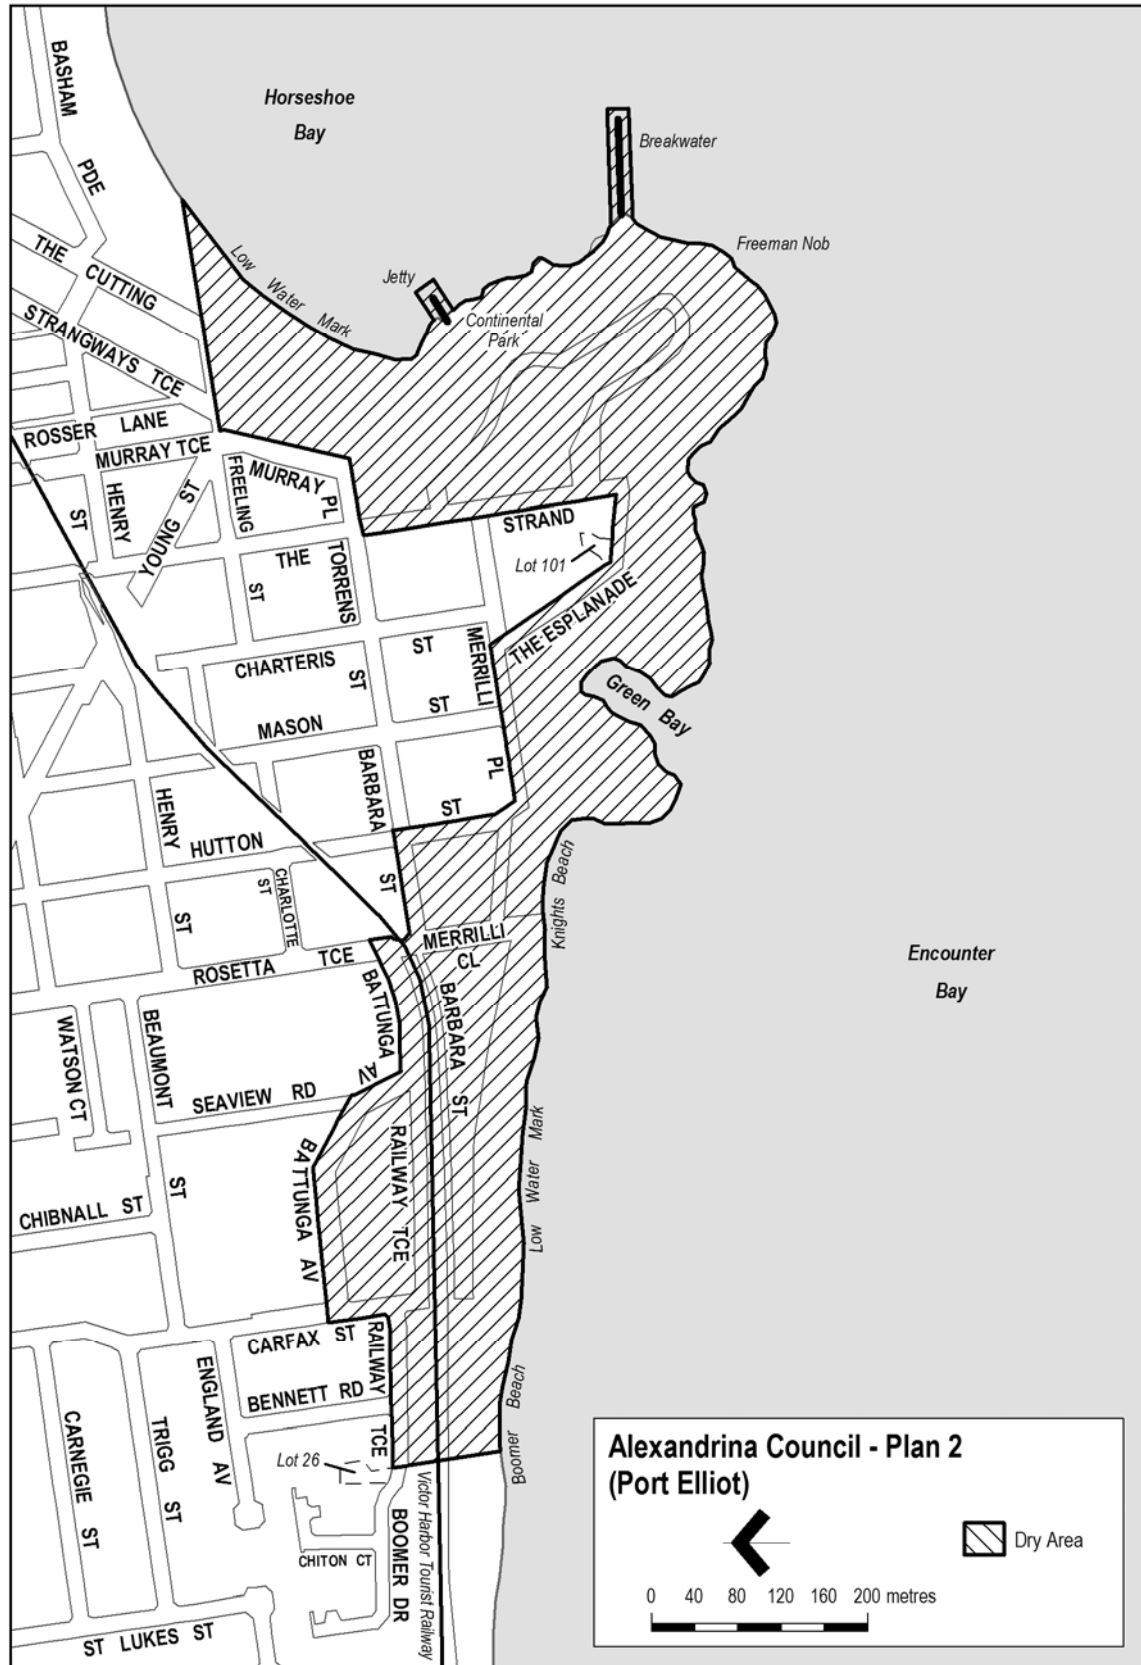 BASHAM
PDE
Horseshoe
Bay
Breakwater
Freeman Nob
THE CUTTING
Low Water Mark
Jetty
Continental
Park
STRANGWAYS TCE
ROSSER LANE
MURRAY TCE
HENRY
ST
YOUNG ST
FREELING
ST
MURRAY PL
STRAND
THE
Lot 101
TORRENS
ST
THE ESPLANADE
MERRILLI
PL
CHARTERIS
ST
MASON
ST
Green Bay
BARBARA
ST
HENRY
ST
HUTTON
ST
CHARLOTTE
ST
Knights Beach
MERRILLI
CL
ROSETTA TCE
Encounter
Bay
BATTUNGA
AV
BARBARA
ST
WATSON CT
BEAUMONT
ST
SEAVIEW RD
Low Water Mark
BATTUNGA AV
RAILWAY TCE
CHIBNALL ST
CARFAX ST
RAILWAY
TCE
ENGLAND AV
BENNETT RD
Boomer Beach
CARNEGIE ST
TRIGG ST
Lot 26
BOOMER DR
Victor Harbor Tourist Railway
CHITON CT
ST LUKES ST
Alexandrina Council - Plan 2
(Port Elliot)
Dry Area
0 40 80 120 160 200 metres